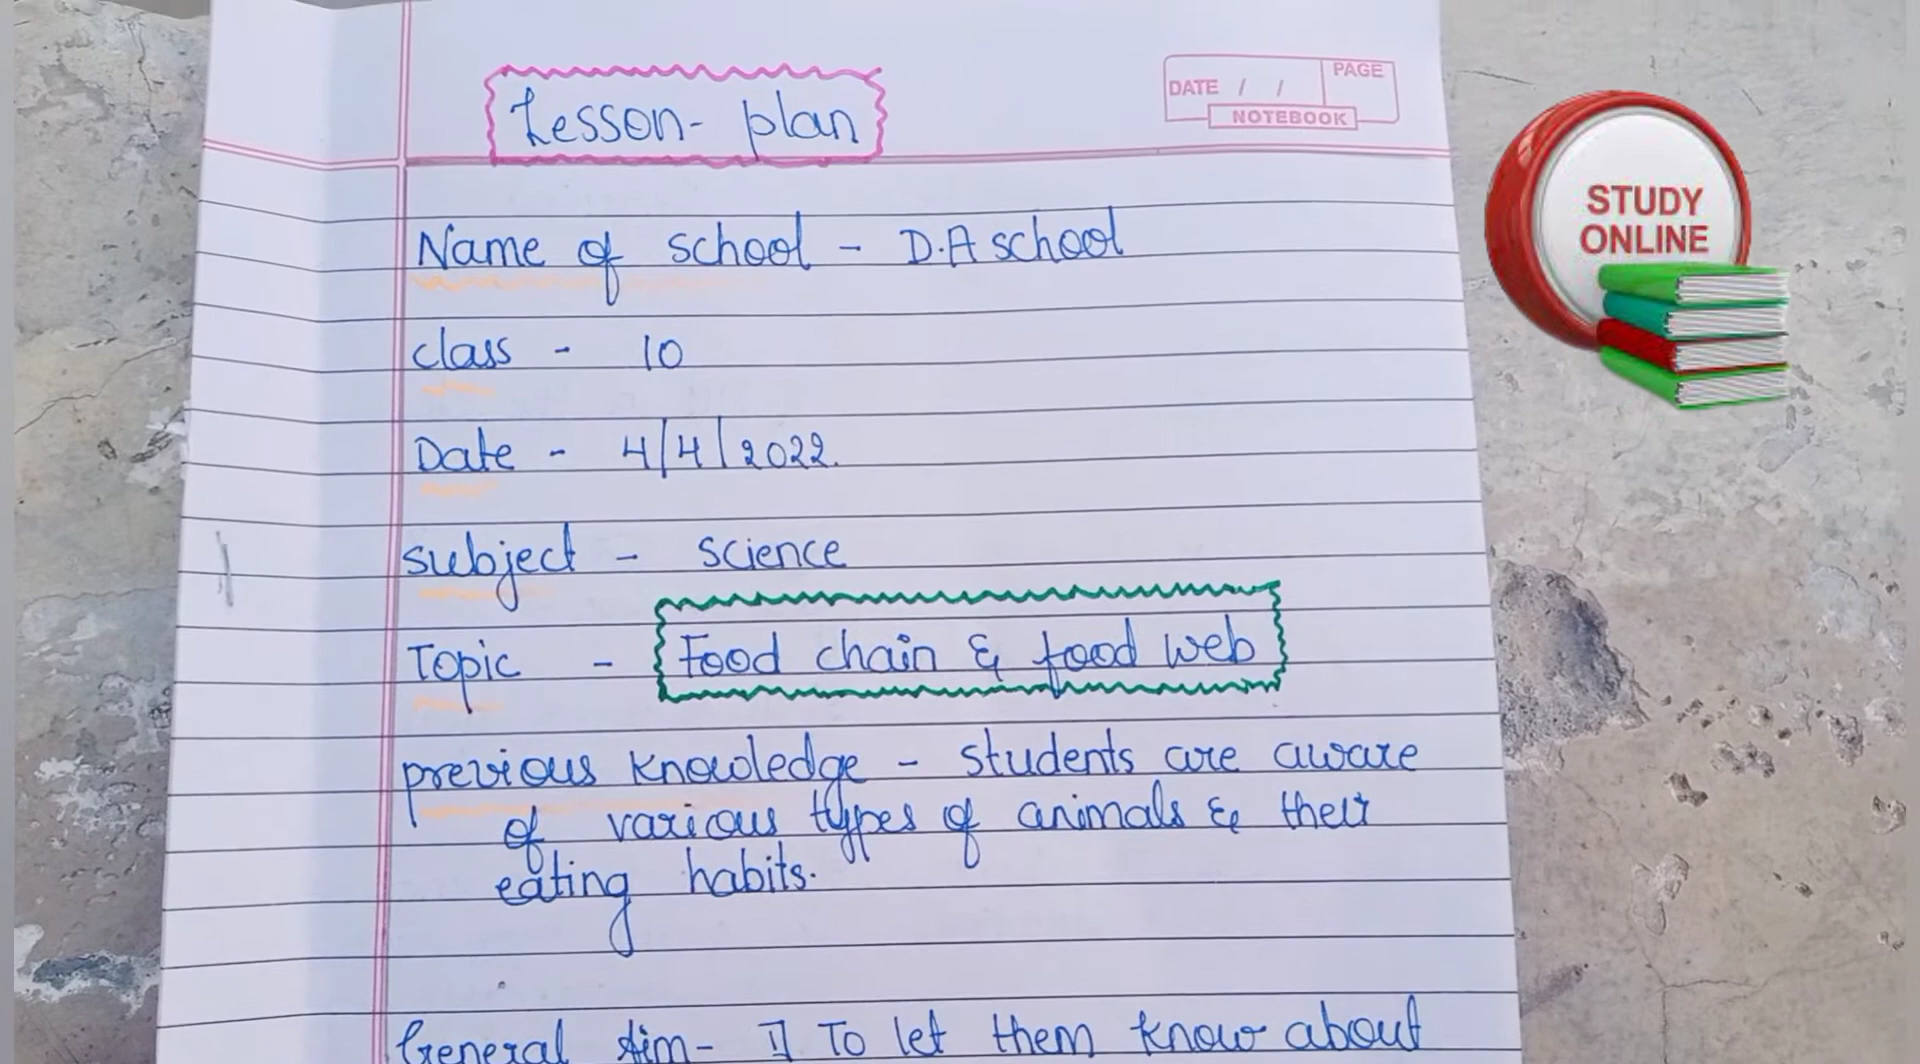 Lesson- plan
DATE / / PAGE
NOTEBOOK
STUDY
ONLINE
Name of school - D.A school
class - 10
Date - 4/4/2022.
subject - science
Topic - Food chain & food web
previous knowledge - students are aware
of various types of animals & their
eating habits.
General Aim- 1] To let them know about